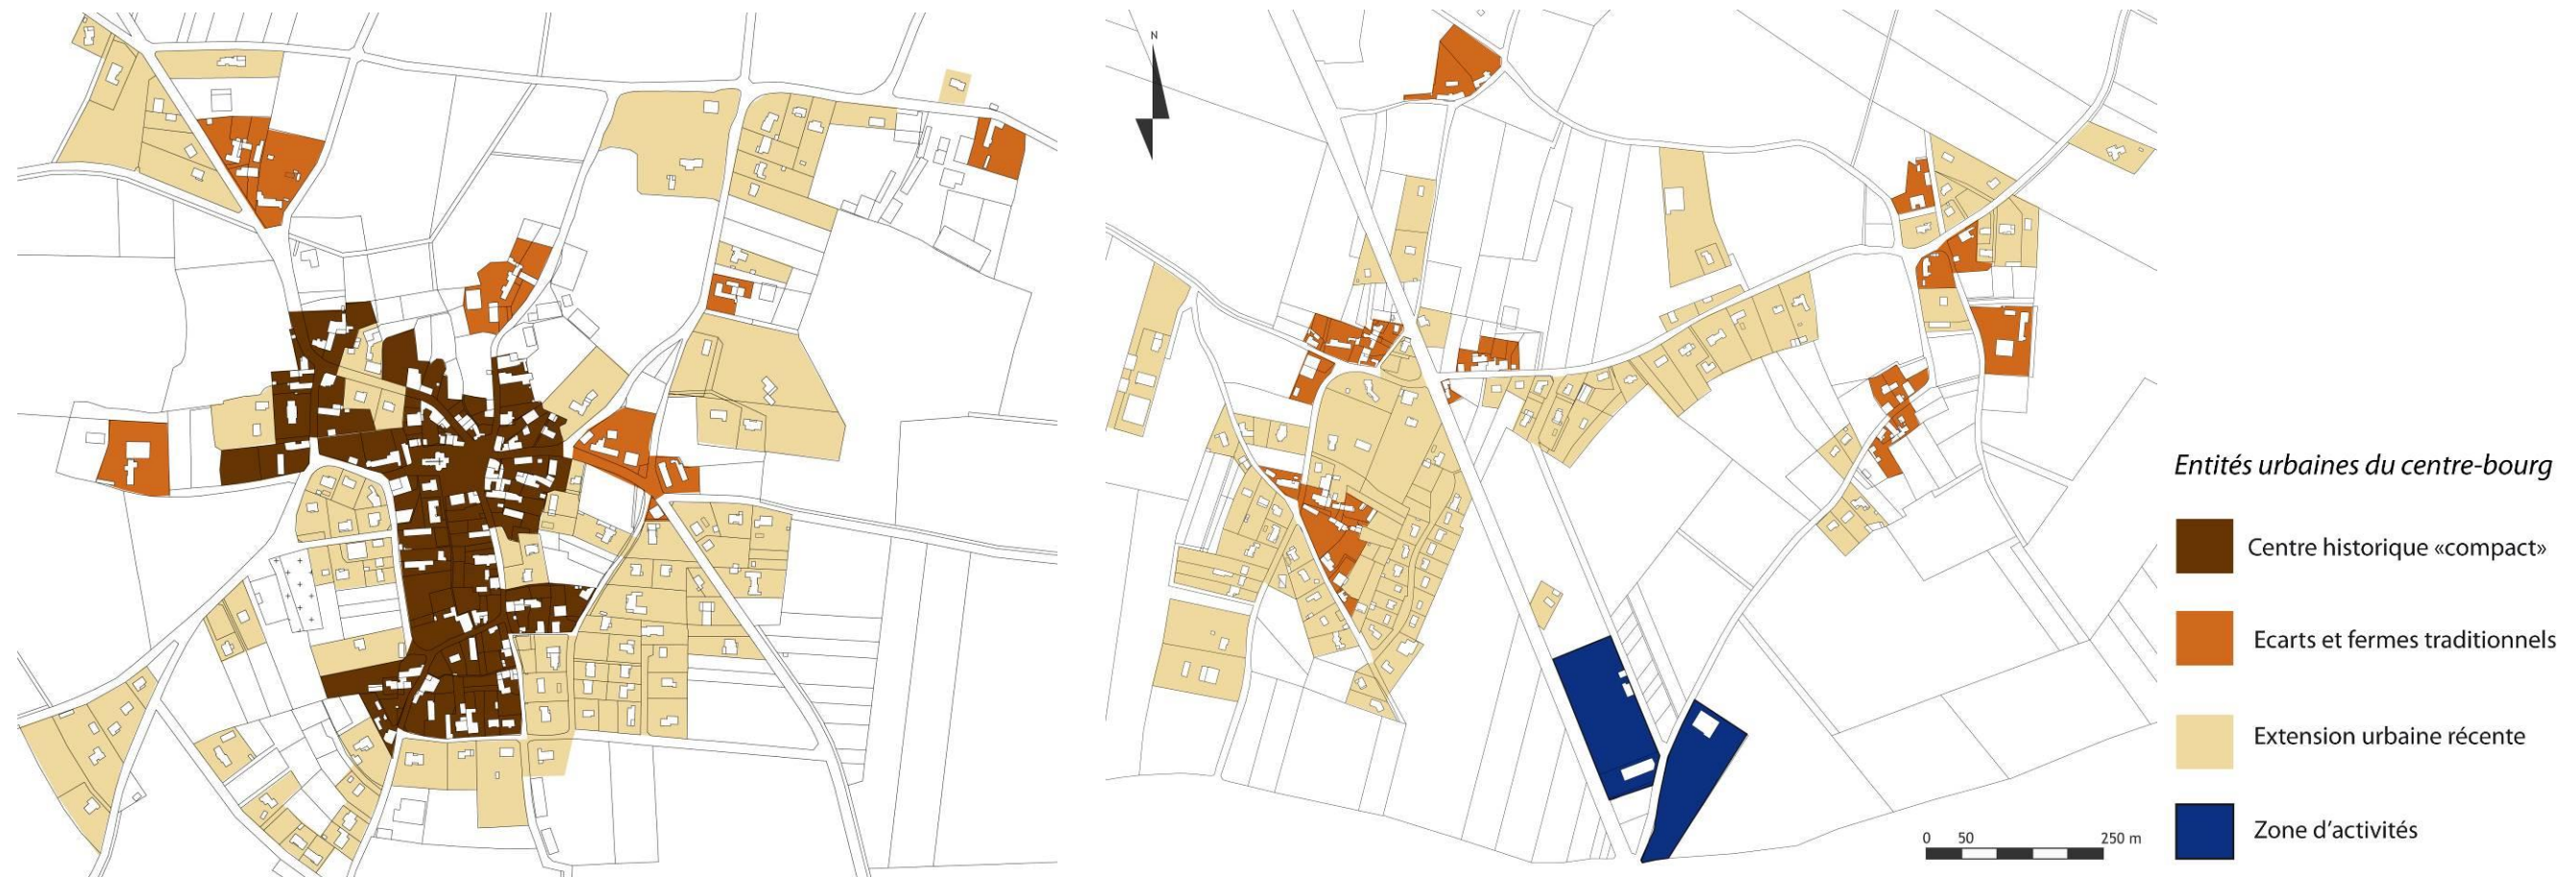 N
Entités urbaines du centre-bourg
Centre historique «compact»
Ecarts et fermes traditionnels
Extension urbaine récente
Zone d'activités
0 50 250 m